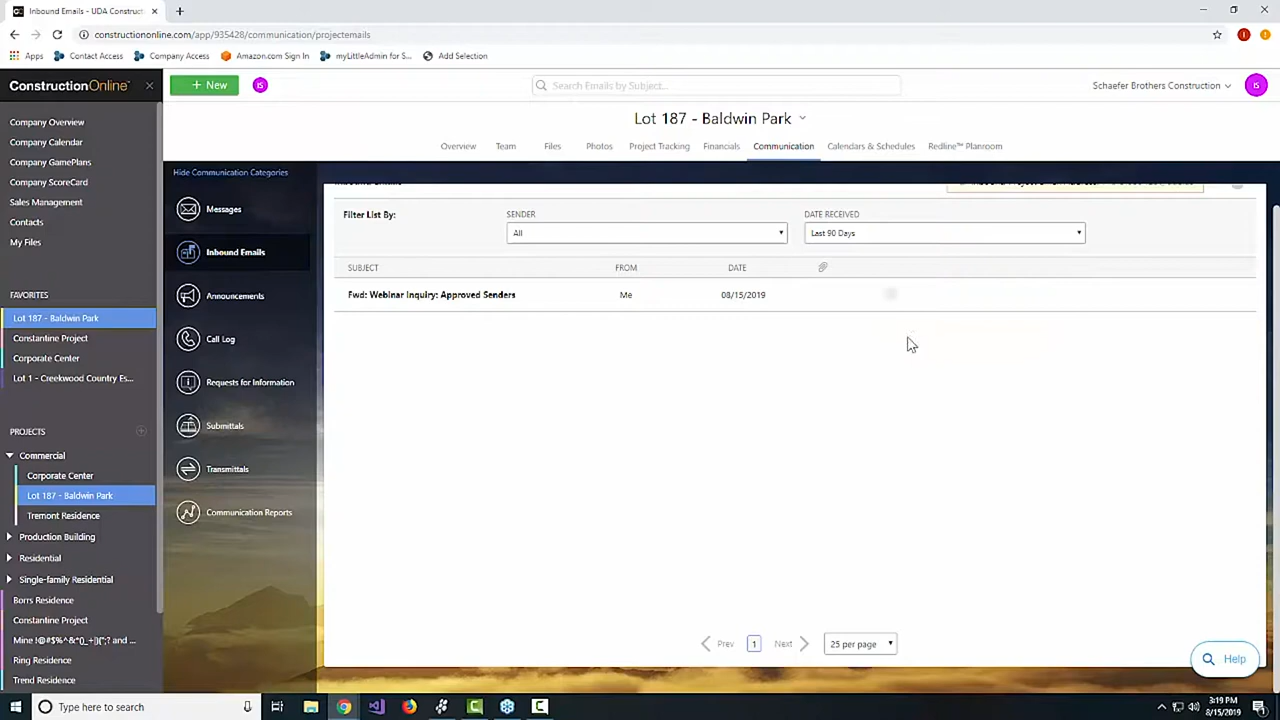 Inbound Emails - UDA Construct
constructiononline.com/app/935428/communication/projectemails
Apps
Contact Access
Company Access
Amazon.com Sign In
myLittleAdmin for S...
Add Selection
ConstructionOnline
+ New
IS
Search Emails by Subject...
Schaefer Brothers Construction
IS
Lot 187 - Baldwin Park
Overview
Team
Files
Photos
Project Tracking
Financials
Communication
Calendars & Schedules
Redline™ Planroom
Company Overview
Company Calendar
Company GamePlans
Company ScoreCard
Sales Management
Contacts
My Files
FAVORITES
Lot 187 - Baldwin Park
Constantine Project
Corporate Center
Lot 1 - Creekwood Country Es...
PROJECTS
Commercial
Corporate Center
Lot 187 - Baldwin Park
Tremont Residence
Production Building
Residential
Single-family Residential
Borrs Residence
Constantine Project
Ring Residence
Trend Residence
Hide Communication Categories
Messages
Inbound Emails
Announcements
Call Log
Requests for Information
Submittals
Transmittals
Communication Reports
Filter List By:
SENDER
All
DATE RECEIVED
Last 90 Days
SUBJECT
FROM
DATE
Fwd: Webinar Inquiry: Approved Senders
Me
08/15/2019
Prev
1
Next
25 per page
Help
Type here to search
3:19 PM
8/15/2019